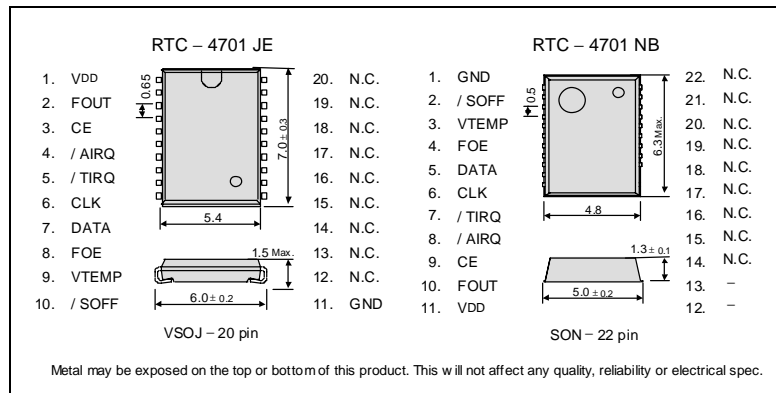 RTC – 4701 JE
1. VDD
2. FOUT
3. CE
4. / AIRQ
5. / TIRQ
6. CLK
7. DATA
8. FOE
9. VTEMP
10. / SOFF
0.65
7.0 ± 0.3
5.4
1.5 Max.
6.0 ± 0.2
20. N.C.
19. N.C.
18. N.C.
17. N.C.
16. N.C.
15. N.C.
14. N.C.
13. N.C.
12. N.C.
11. GND
VSOJ – 20 pin
RTC – 4701 NB
1. GND
2. / SOFF
3. VTEMP
4. FOE
5. DATA
6. CLK
7. / TIRQ
8. / AIRQ
9. CE
10. FOUT
11. VDD
0.5
6.3 Max.
4.8
1.3 ± 0.1
5.0 ± 0.2
22. N.C.
21. N.C.
20. N.C.
19. N.C.
18. N.C.
17. N.C.
16. N.C.
15. N.C.
14. N.C.
13. –
12. –
SON – 22 pin
Metal may be exposed on the top or bottom of this product. This will not affect any quality, reliability or electrical spec.